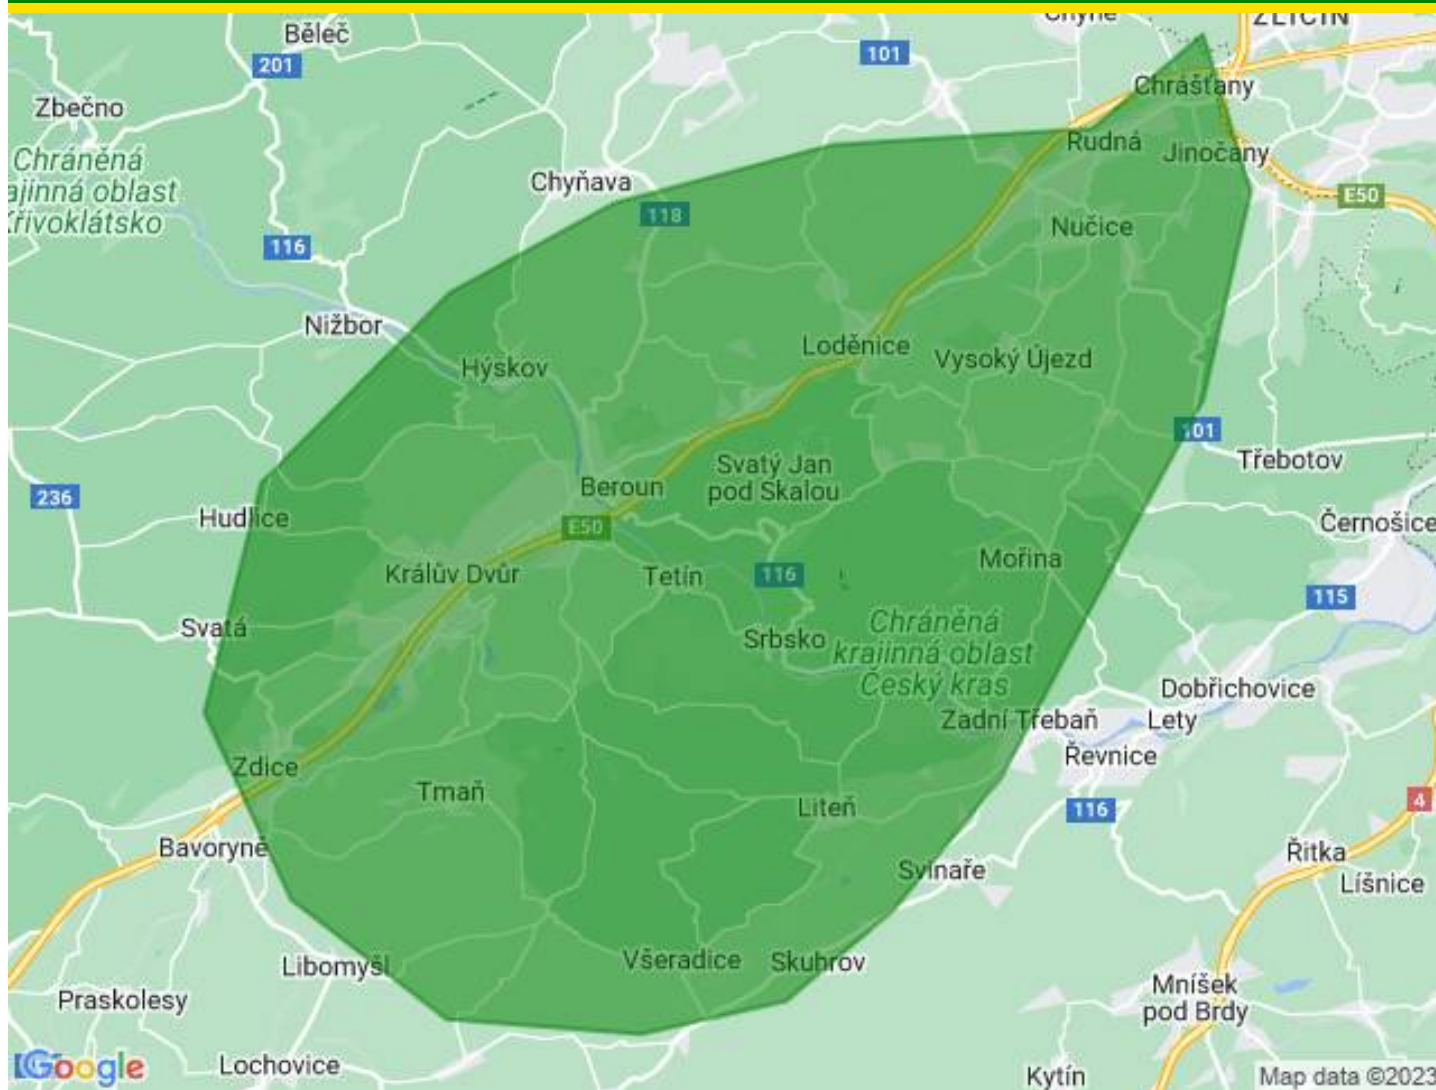 Chýně
ZLIČÍN
Běleč
201
101
Zbečno
Chrášťany
Rudná
Jinočany
Chráněná
ajinná oblast
Křivoklátsko
Chyňava
118
E50
Nučice
116
Nižbor
Loděnice
Vysoký Újezd
Hýskov
101
Třebotov
Svatý Jan
pod Skalou
Beroun
236
Hudlice
E50
Černošice
Mořina
Králův Dvůr
Tetín
116
115
Svatá
Srbsko
Chráněná
krajinná oblast
Český kras
Dobřichovice
Zadní Třebaň
Lety
Řevnice
Zdice
Tmaň
Liteň
116
4
Bavoryně
Svinaře
Řitka
Líšnice
Libomyšl
Všeradice
Skuhrov
Mníšek
pod Brdy
Praskolesy
Google
Lochovice
Kytín
Map data ©2023